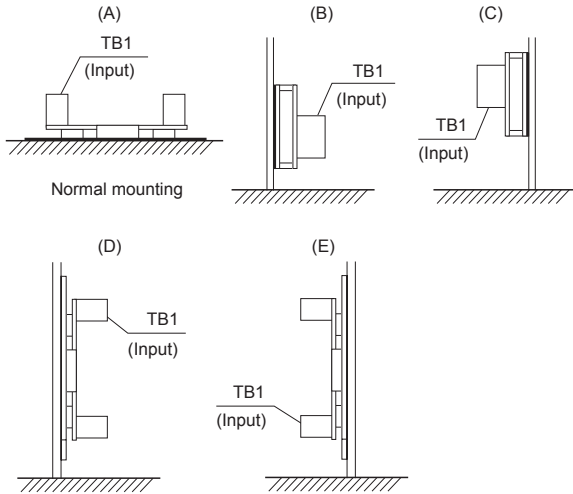 (A)
TB1
(Input)
Normal mounting
(B)
TB1
(Input)
(C)
TB1
(Input)
(D)
TB1
(Input)
(E)
TB1
(Input)